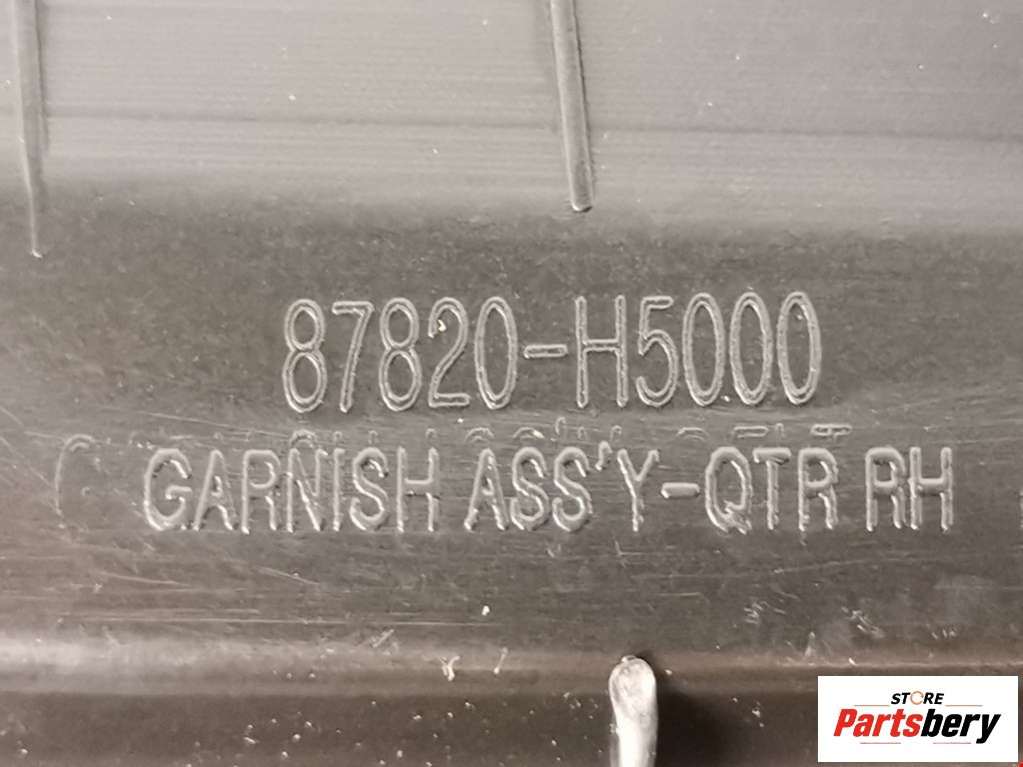 87820-H5000
GARNISH ASS'Y-QTR RH
STORE
Partsbery